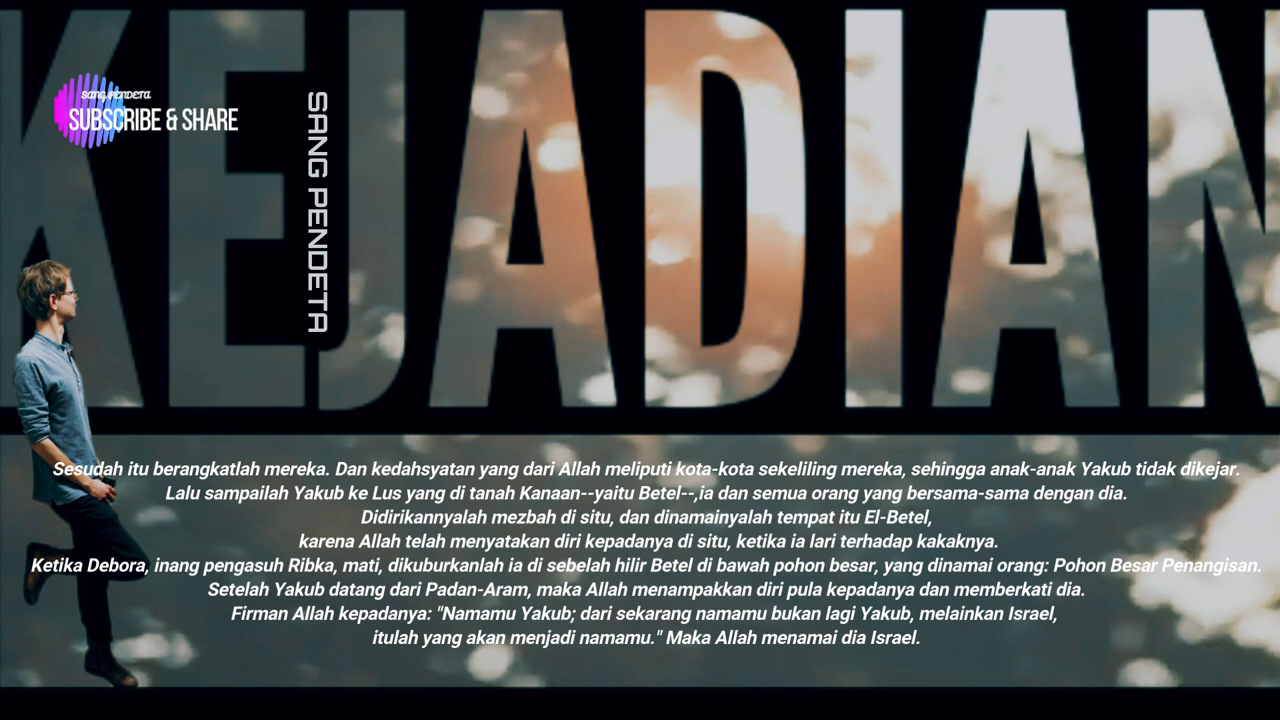 KEJADIAN
sang pendeta
SUBSCRIBE & SHARE
SANG PENDETA
Sesudah itu berangkatlah mereka. Dan kedahsyatan yang dari Allah meliputi kota-kota sekeliling mereka, sehingga anak-anak Yakub tidak dikejar.
Lalu sampailah Yakub ke Lus yang di tanah Kanaan--yaitu Betel--,ia dan semua orang yang bersama-sama dengan dia.
Didirikannyalah mezbah di situ, dan dinamainyalah tempat itu El-Betel,
karena Allah telah menyatakan diri kepadanya di situ, ketika ia lari terhadap kakaknya.
Ketika Debora, inang pengasuh Ribka, mati, dikuburkanlah ia di sebelah hilir Betel di bawah pohon besar, yang dinamai orang: Pohon Besar Penangisan.
Setelah Yakub datang dari Padan-Aram, maka Allah menampakkan diri pula kepadanya dan memberkati dia.
Firman Allah kepadanya: "Namamu Yakub; dari sekarang namamu bukan lagi Yakub, melainkan Israel,
itulah yang akan menjadi namamu." Maka Allah menamai dia Israel.